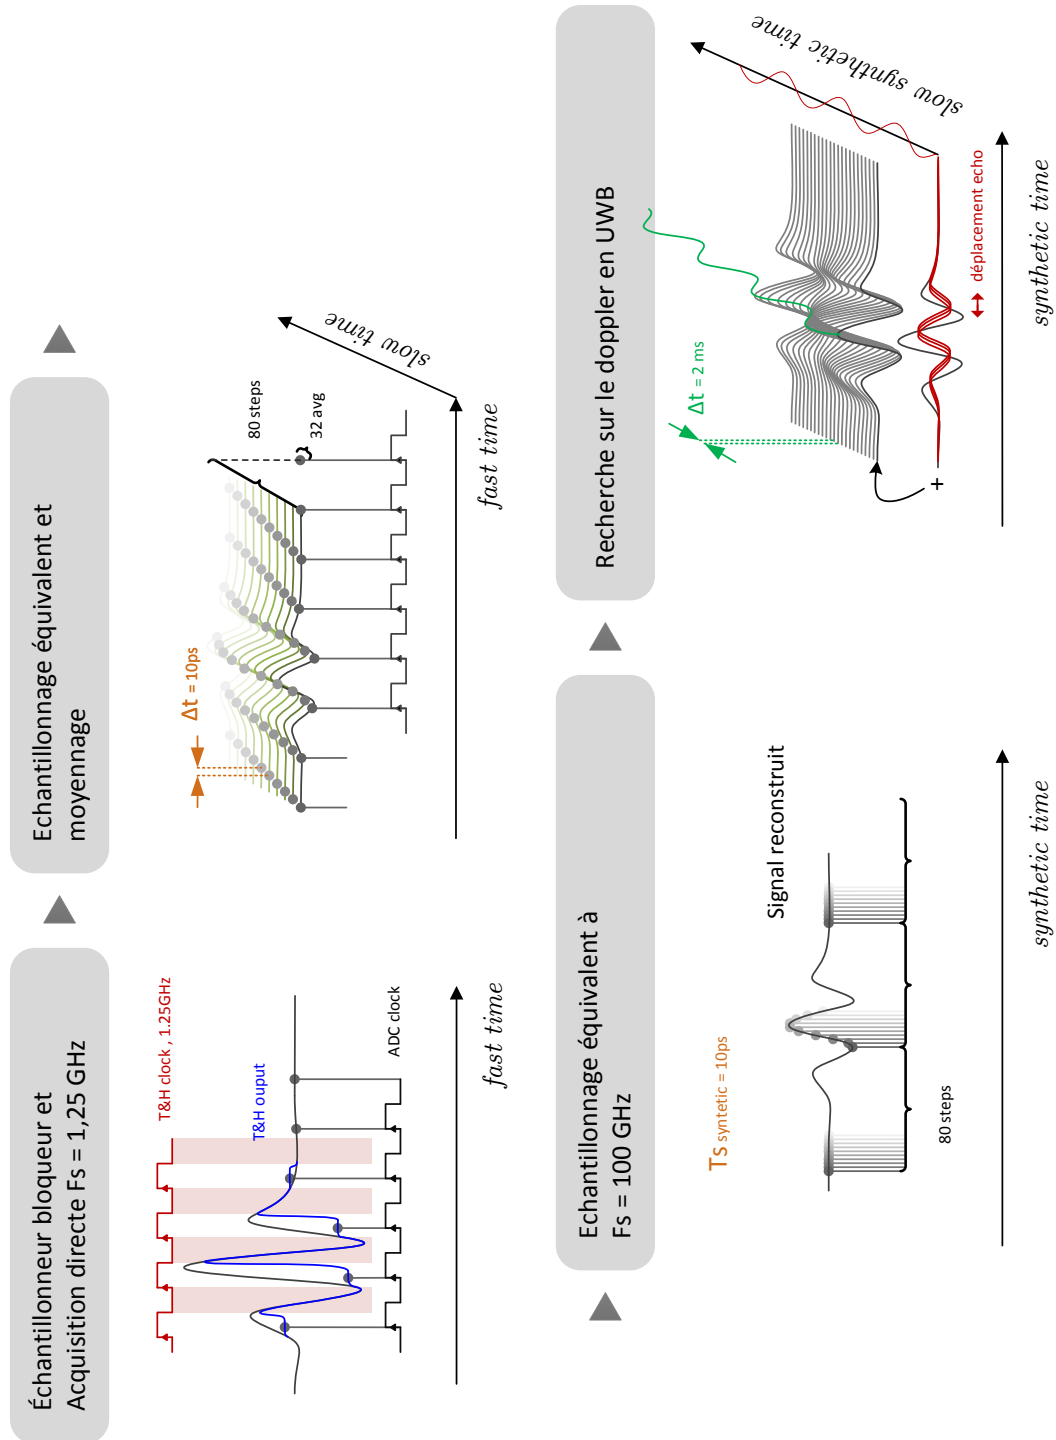 Échantillonneur bloqueur et
Acquisition directe Fs = 1,25 GHz
T&H clock , 1.25GHz
T&H ouput
ADC clock
fast time
Echantillonnage équivalent et
moyennage
Δt = 10ps
80 steps
32 avg
slow time
fast time
Echantillonnage équivalent à
Fs = 100 GHz
Ts syntetic = 10ps
Signal reconstruit
80 steps
synthetic time
Recherche sur le doppler en UWB
Δt = 2 ms
slow synthetic time
déplacement echo
+
synthetic time